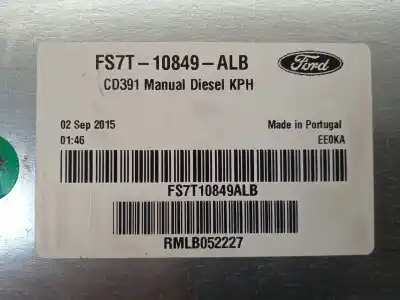 FS7T-10849-ALB
Ford
CD391 Manual Diesel KPH
02 Sep 2015
Made in Portugal
01:46
EE0KA
FS7T10849ALB
RMLB052227